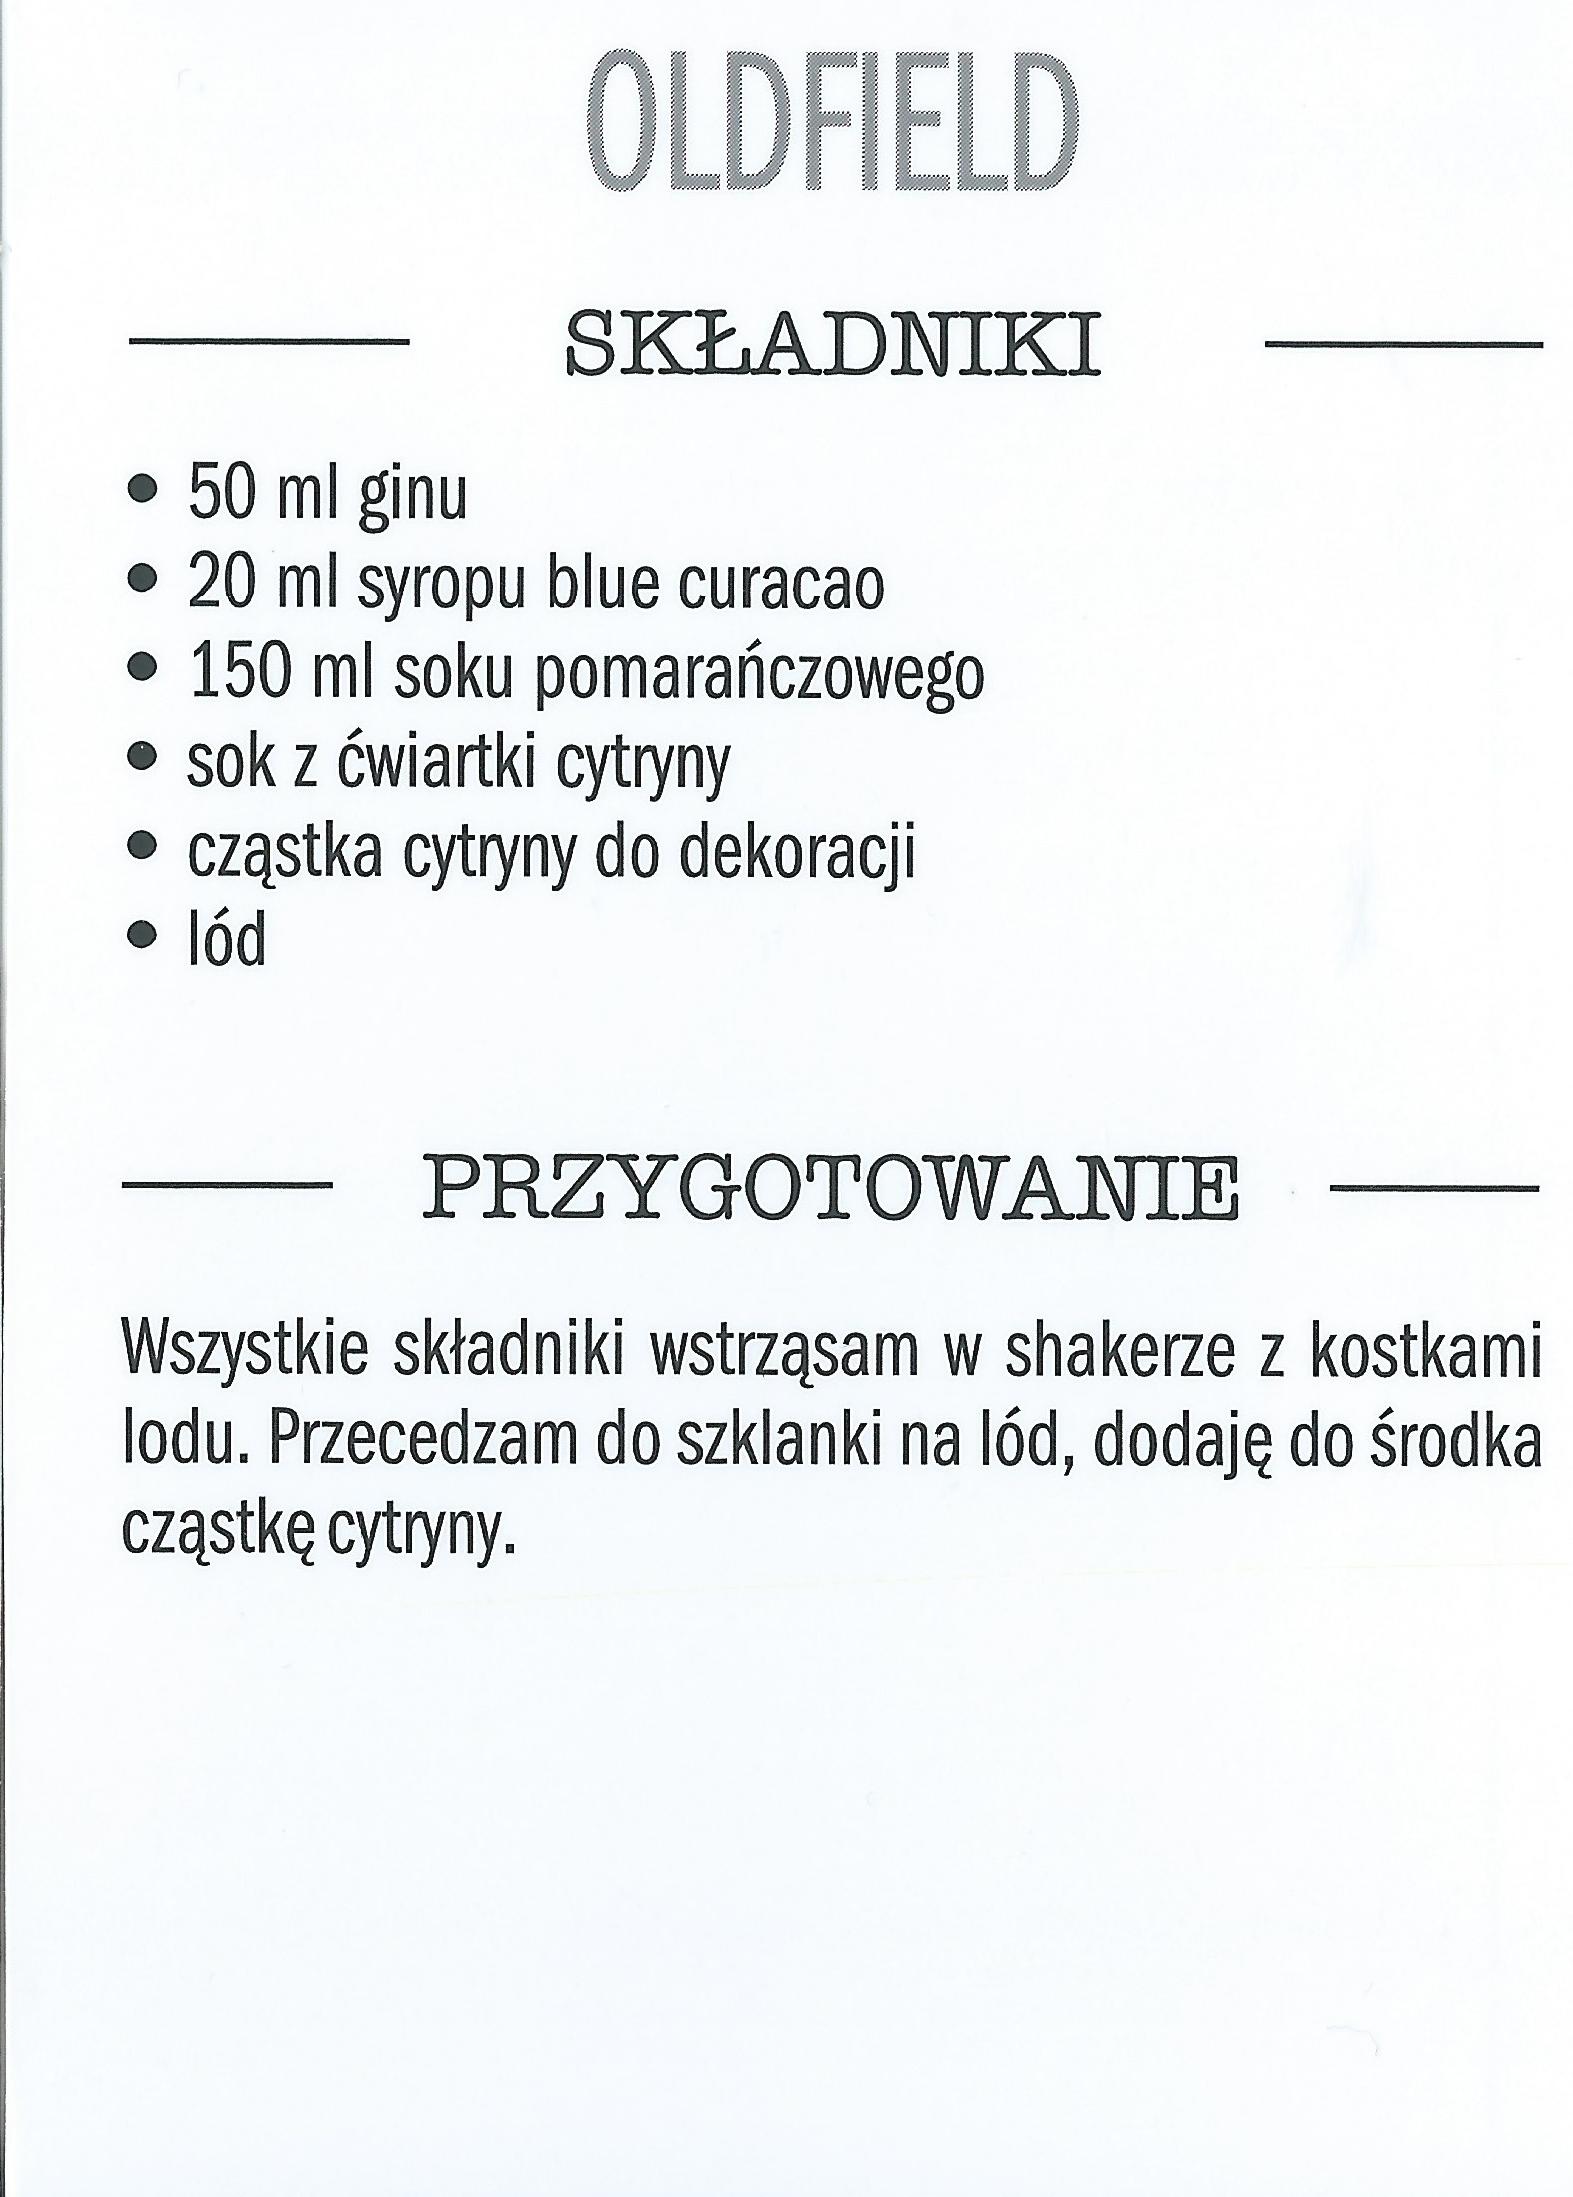 OLDFIELD
SKŁADNIKI
• 50 ml ginu
• 20 ml syropu blue curacao
• 150 ml soku pomarańczowego
• sok z ćwiartki cytryny
• cząstka cytryny do dekoracji
• lód
PRZYGOTOWANIE
Wszystkie składniki wstrząsam w shakerze z kostkami
lodu. Przecedzam do szklanki na lód, dodaję do środka
cząstkę cytryny.